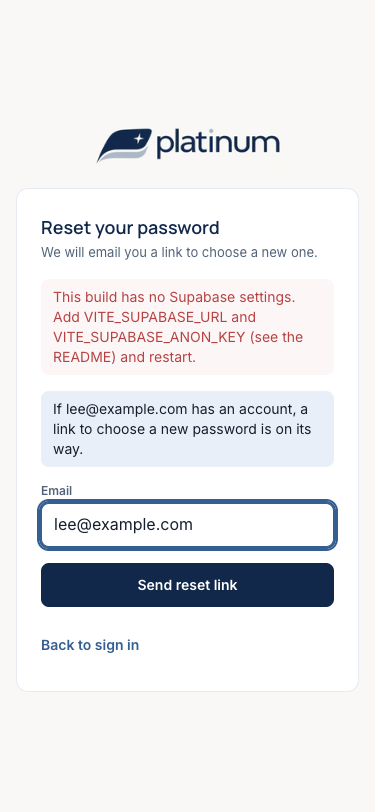 platinum
Reset your password
We will email you a link to choose a new one.
This build has no Supabase settings.
Add VITE_SUPABASE_URL and
VITE_SUPABASE_ANON_KEY (see the
README) and restart.
If lee@example.com has an account, a
link to choose a new password is on its
way.
Email
lee@example.com
Send reset link
Back to sign in